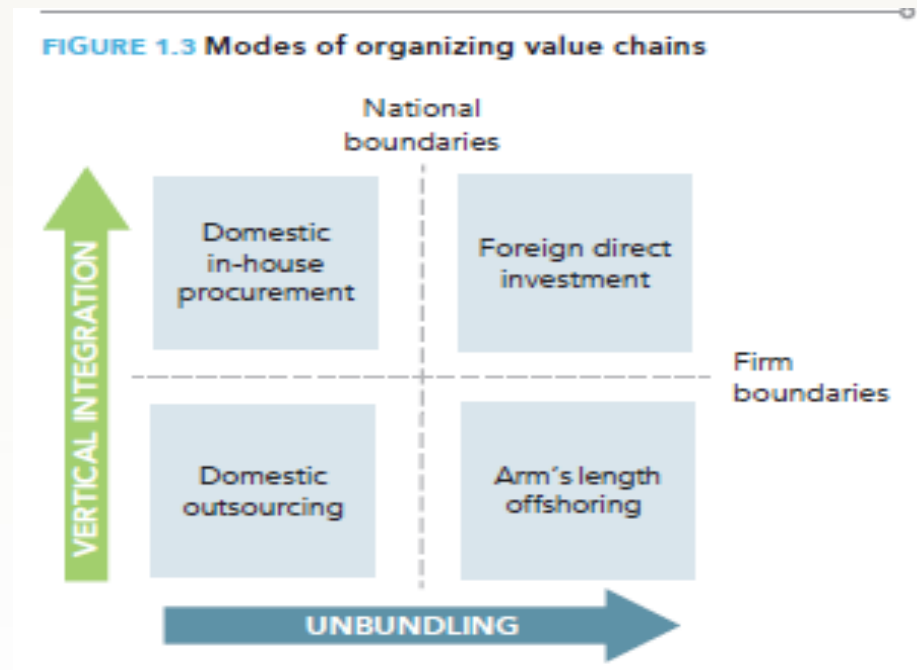 FIGURE 1.3 Modes of organizing value chains
National
boundaries
Domestic
in-house
procurement
Foreign direct
investment
VERTICAL INTEGRATION
Firm
boundaries
Domestic
outsourcing
Arm´s length
offshoring
UNBUNDLING